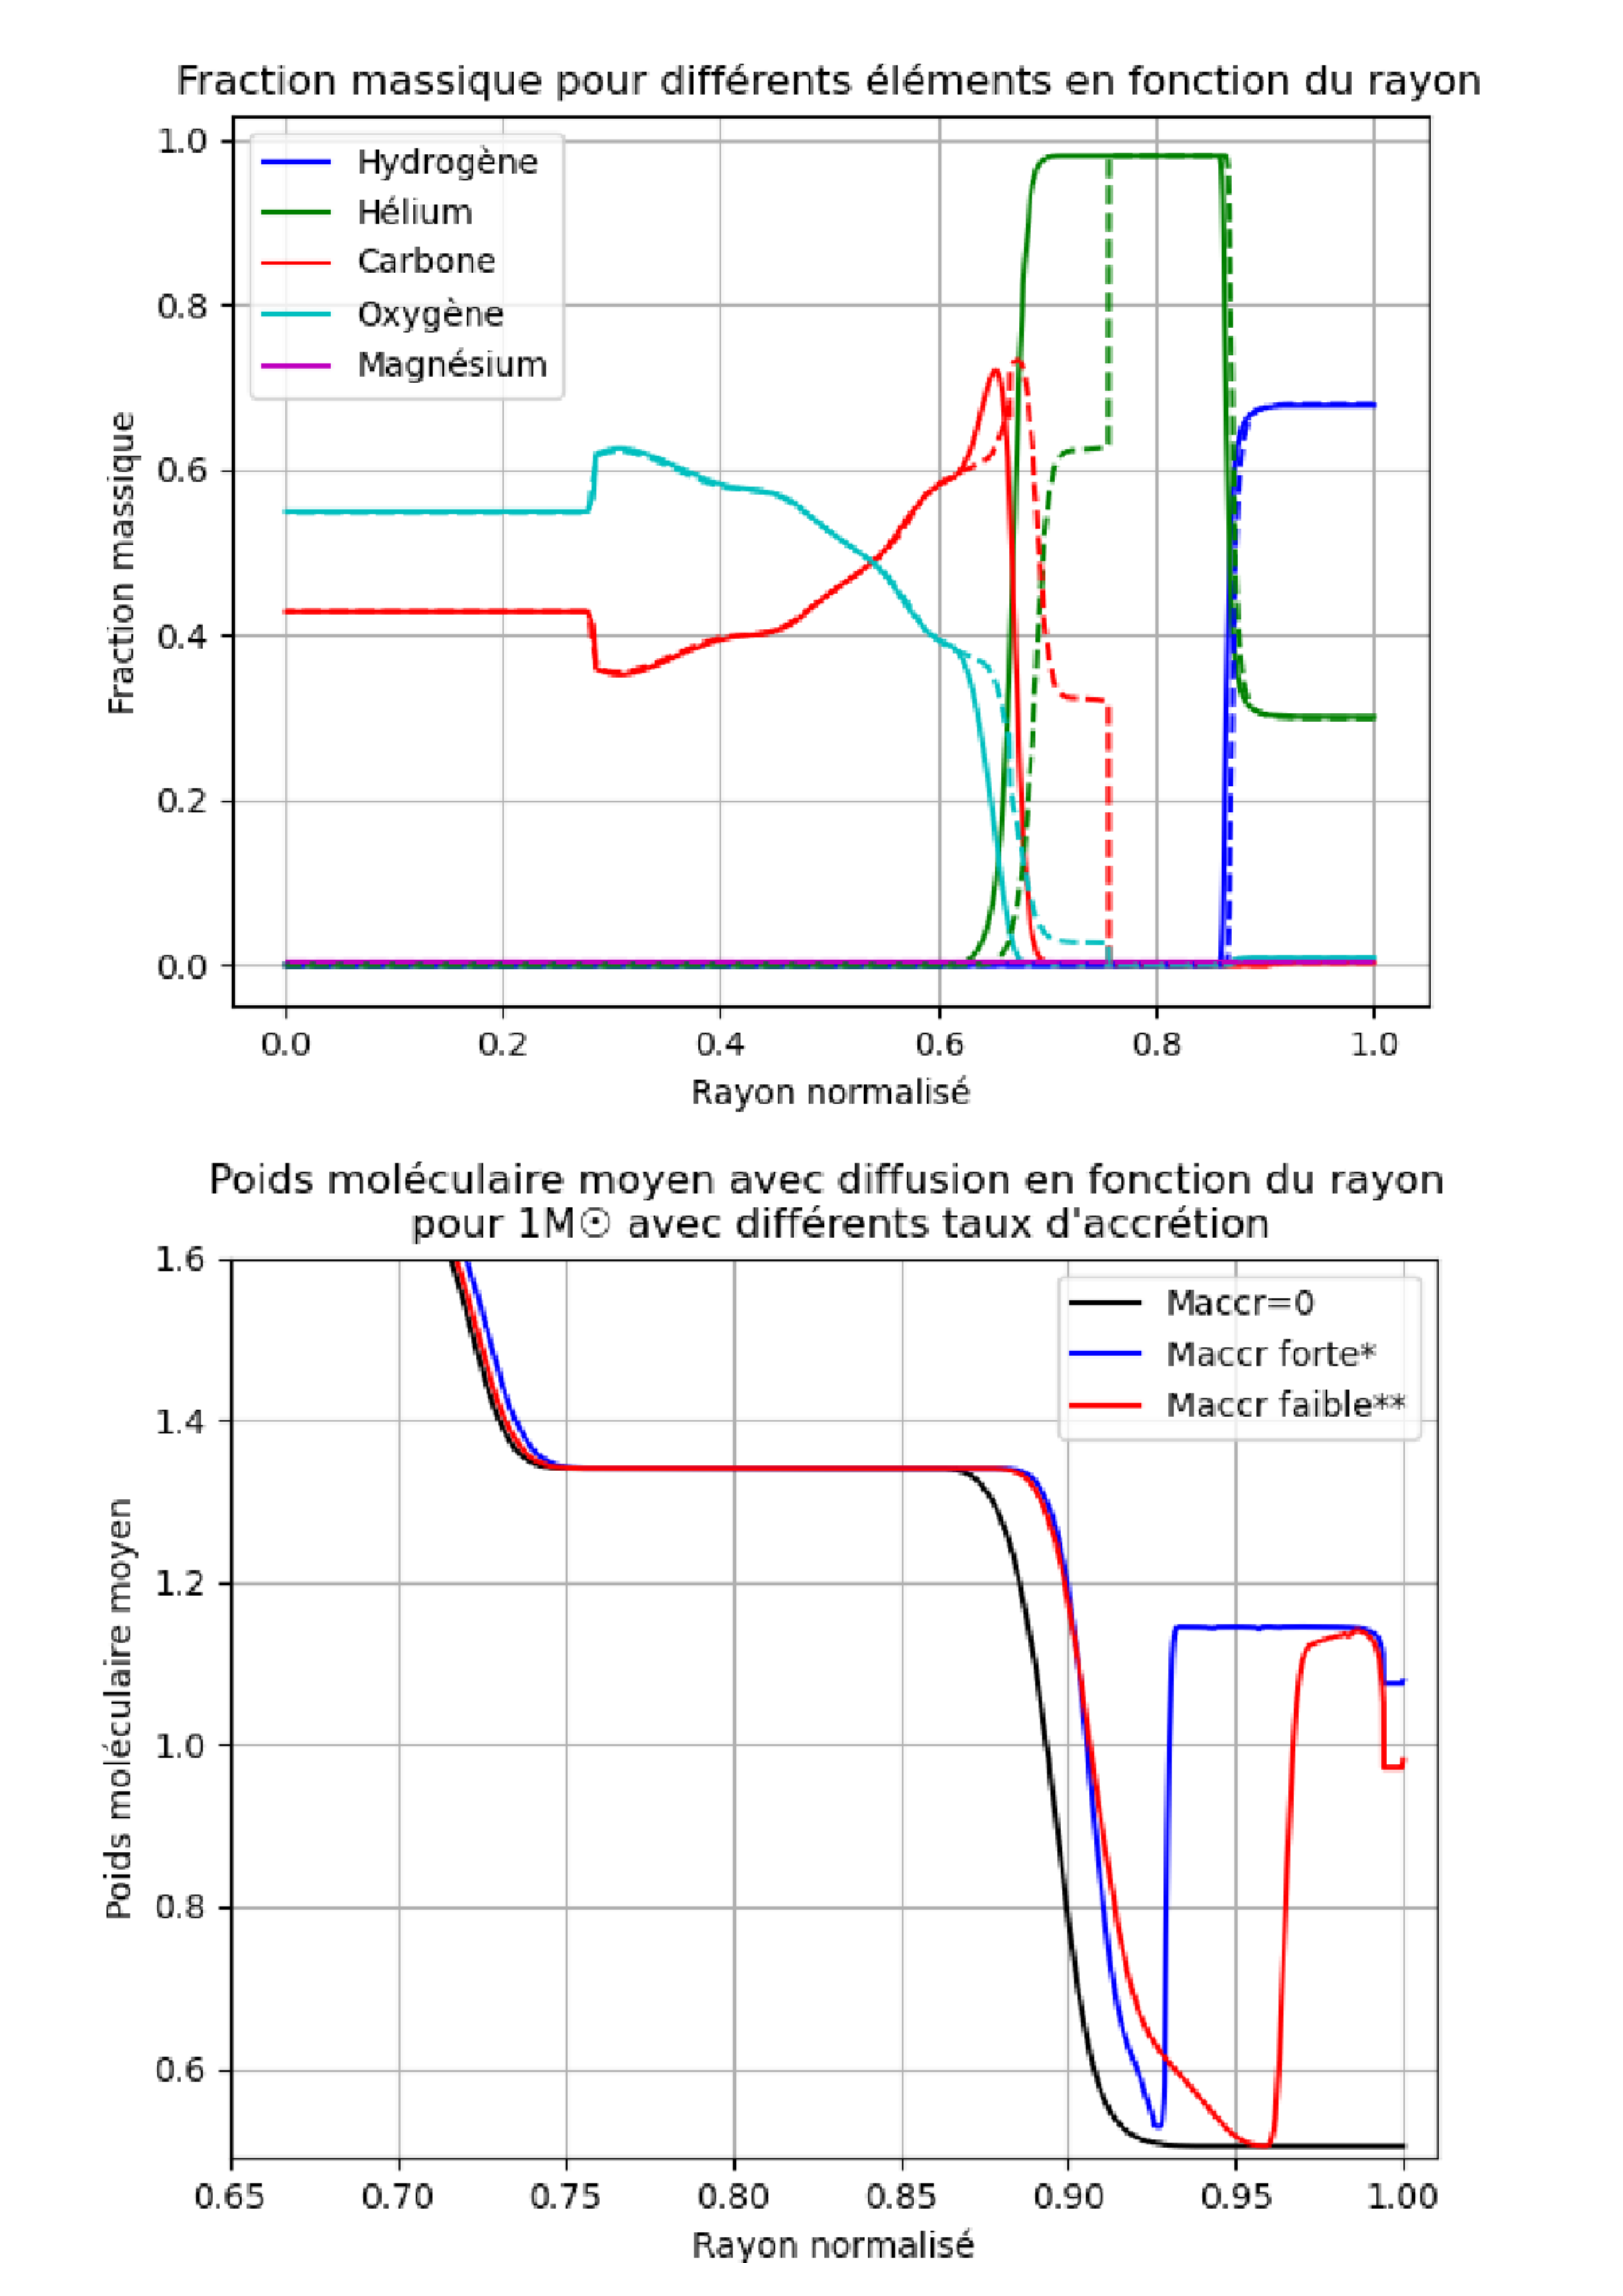 Fraction massique pour différents éléments en fonction du rayon
1.0
0.8
0.6
0.4
0.2
0.0
Fraction massique
Hydrogène
Hélium
Carbone
Oxygène
Magnésium
0.0 0.2 0.4 0.6 0.8 1.0
Rayon normalisé
Poids moléculaire moyen avec diffusion en fonction du rayon
pour 1M☉ avec différents taux d'accrétion
1.6
1.4
1.2
1.0
0.8
0.6
Poids moléculaire moyen
Maccr=0
Maccr forte*
Maccr faible**
0.65 0.70 0.75 0.80 0.85 0.90 0.95 1.00
Rayon normalisé